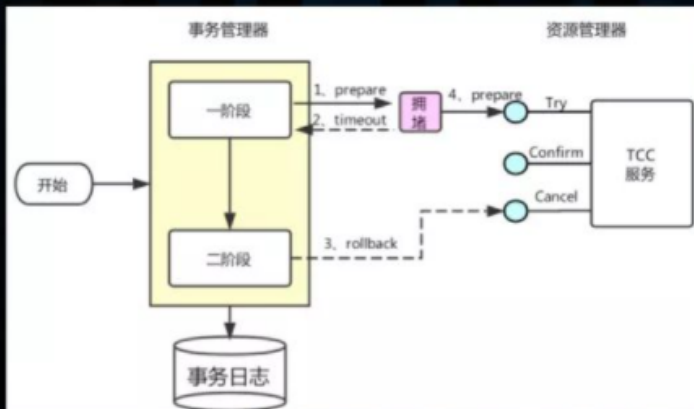 事务管理器
资源管理器
一阶段
1、prepare
2、timeout
拥
堵
4、prepare
Try
Confirm
Cancel
TCC
服务
开始
二阶段
3、rollback
事务日志